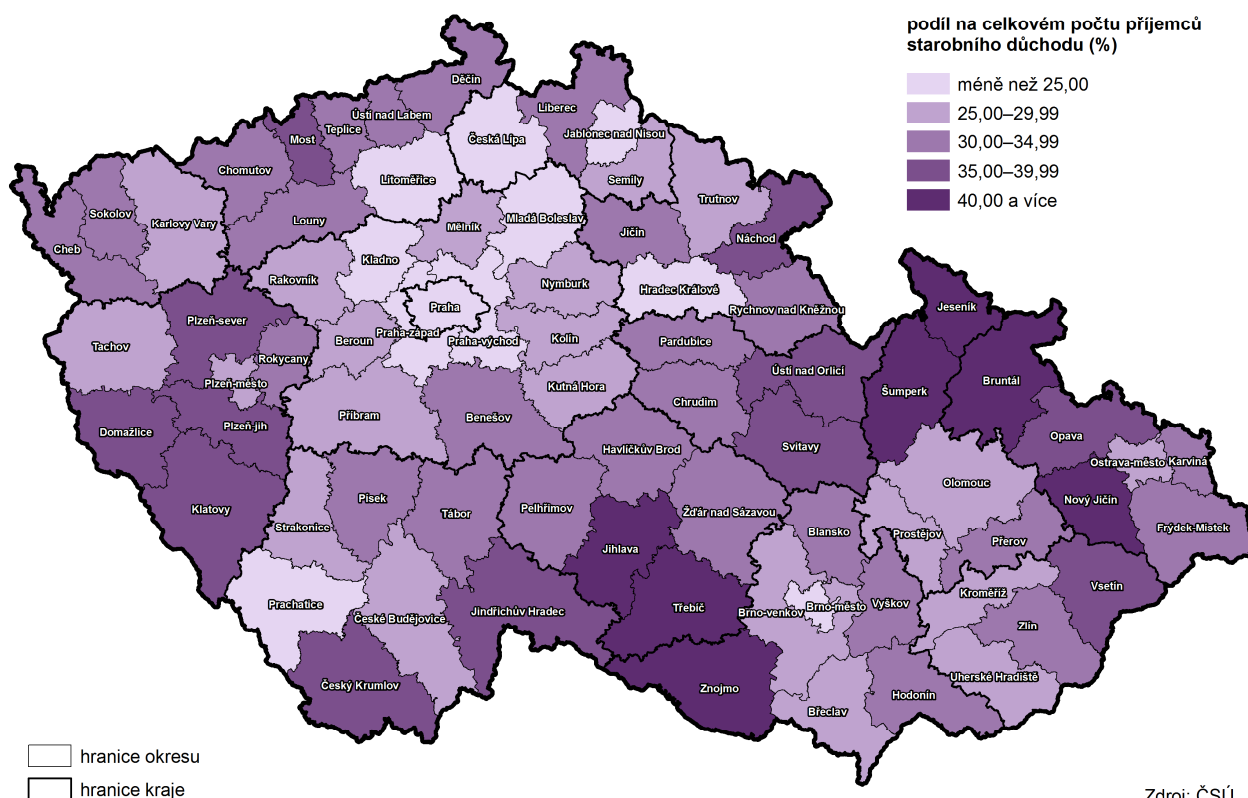 podíl na celkovém počtu příjemců
starobního důchodu (%)
méně než 25,00
25,00–29,99
30,00–34,99
35,00–39,99
40,00 a více
Děčín
Ústí nad Labem
Teplice
Most
Chomutov
Česká Lípa
Liberec
Jablonec nad Nisou
Litoměřice
Semily
Trutnov
Sokolov
Karlovy Vary
Louny
Cheb
Mladá Boleslav
Mělník
Jičín
Náchod
Kladno
Rakovník
Nymburk
Hradec Králové
Praha
Rychnov nad Kněžnou
Jeseník
Plzeň-sever
Praha-západ
Praha-východ
Beroun
Kolín
Pardubice
Tachov
Rokycany
Plzeň-město
Ústí nad Orlicí
Bruntál
Šumperk
Kutná Hora
Chrudim
Příbram
Benešov
Domažlice
Plzeň-jih
Opava
Svitavy
Havlíčkův Brod
Ostrava-město
Karviná
Olomouc
Nový Jičín
Písek
Klatovy
Pelhřimov
Tábor
Žďár nad Sázavou
Strakonice
Frýdek-Místek
Blansko
Prostějov
Přerov
Jihlava
Vsetín
Kroměříž
Prachatice
České Budějovice
Jindřichův Hradec
Třebíč
Brno-venkov
Brno-město
Vyškov
Zlín
Uherské Hradiště
Český Krumlov
Znojmo
Hodonín
Břeclav
hranice okresu
hranice kraje
Zdroj: ČSÚ